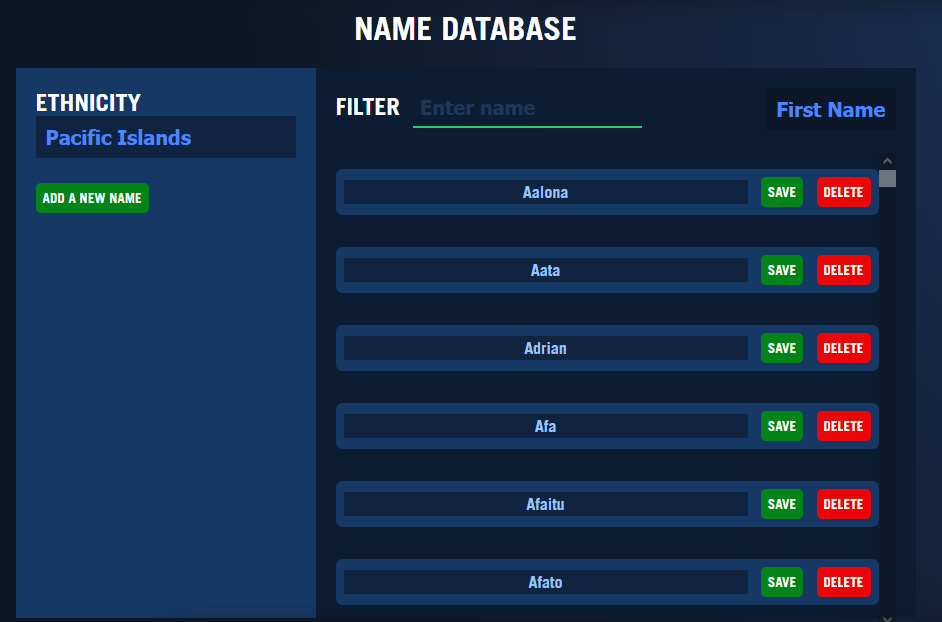 NAME DATABASE
ETHNICITY
Pacific Islands
ADD A NEW NAME
FILTER Enter name First Name
Aalona SAVE DELETE
Aata SAVE DELETE
Adrian SAVE DELETE
Afa SAVE DELETE
Afaitu SAVE DELETE
Afato SAVE DELETE